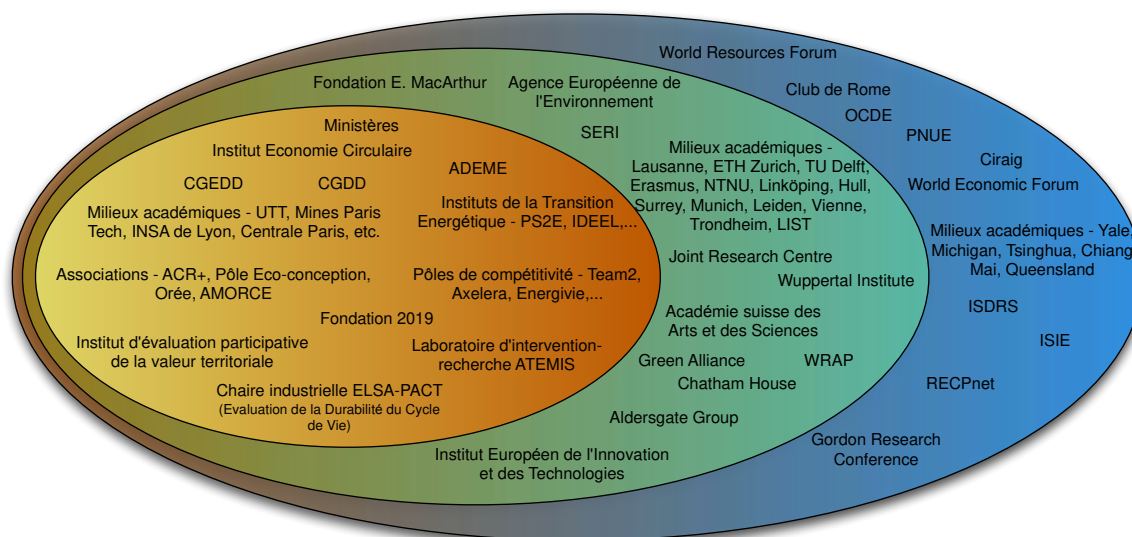 World Resources Forum
Fondation E. MacArthur
Agence Européenne de
l'Environnement
Club de Rome
OCDE
PNUE
Ciraig
World Economic Forum
Milieux académiques - Yale,
Michigan, Tsinghua, Chiang
Mai, Queensland
ISDRS
ISIE
RECPnet
Gordon Research
Conference
SERI
Milieux académiques -
Lausanne, ETH Zurich, TU Delft,
Erasmus, NTNU, Linköping, Hull,
Surrey, Munich, Leiden, Vienne,
Trondheim, LIST
Joint Research Centre
Wuppertal Institute
Académie suisse des
Arts et des Sciences
Green Alliance
WRAP
Chatham House
Aldersgate Group
Institut Européen de l'Innovation
et des Technologies
Ministères
Institut Economie Circulaire
ADEME
CGEDD
CGDD
Milieux académiques - UTT, Mines Paris
Tech, INSA de Lyon, Centrale Paris, etc.
Instituts de la Transition
Energétique - PS2E, IDEEL,...
Associations - ACR+, Pôle Eco-conception,
Orée, AMORCE
Pôles de compétitivité - Team2,
Axelera, Energivie,...
Fondation 2019
Institut d'évaluation participative
de la valeur territoriale
Laboratoire d'intervention-
recherche ATEMIS
Chaire industrielle ELSA-PACT
(Evaluation de la Durabilité du Cycle
de Vie)